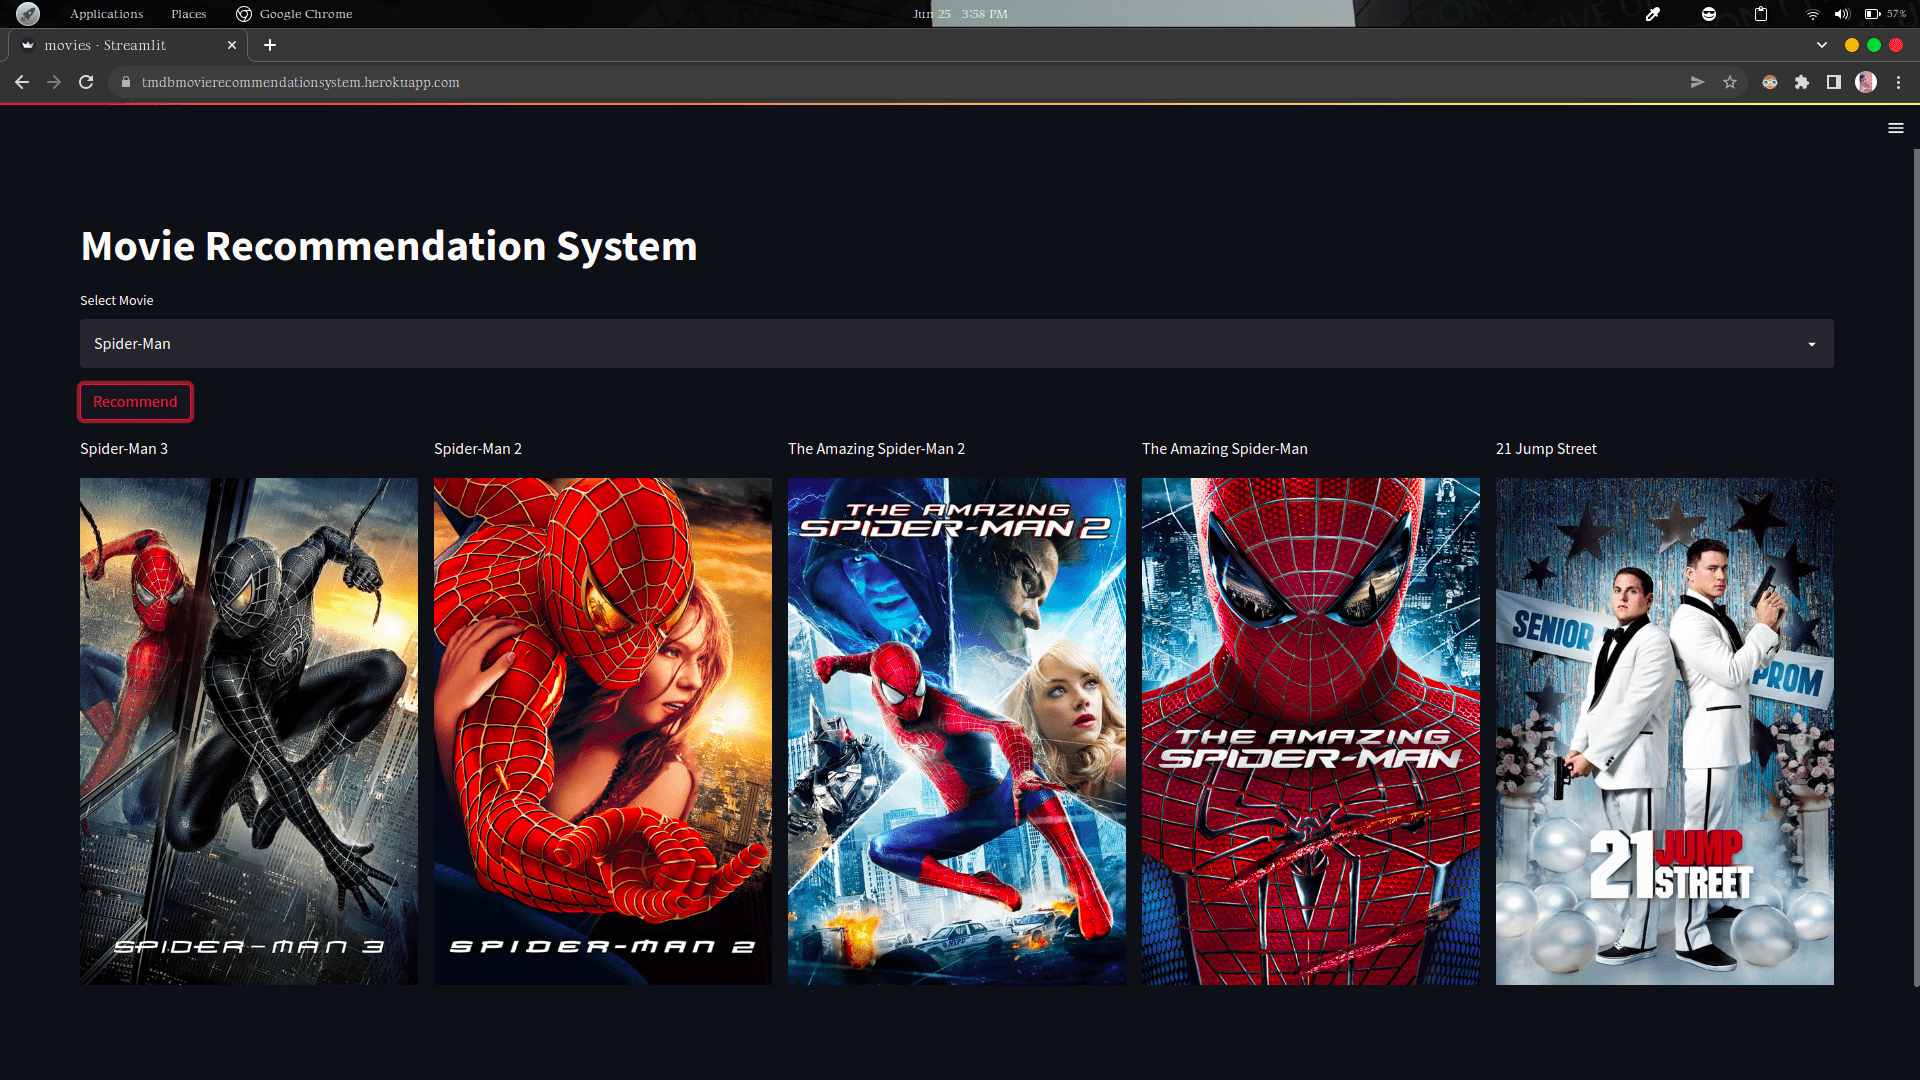 Applications Places Google Chrome Jun 25 3:58 PM 57%
movies · Streamlit
tmdbmovierecommendationsystem.herokuapp.com
Movie Recommendation System
Select Movie
Spider-Man
Recommend
Spider-Man 3
Spider-Man 2
The Amazing Spider-Man 2
The Amazing Spider-Man
21 Jump Street
SPIDER-MAN 3
SPIDER-MAN 2
THE AMAZING
SPIDER-MAN 2
NYPD
THE AMAZING
SPIDER-MAN
SENIOR
PROM
21 JUMP
STREET